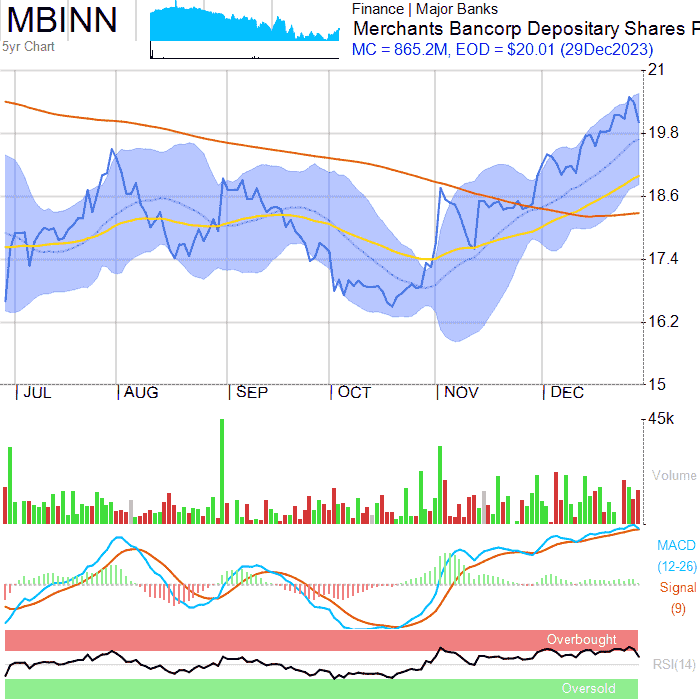 MBINN
5yr Chart
Finance | Major Banks
Merchants Bancorp Depositary Shares P
MC = 865.2M, EOD = $20.01 (29Dec2023)
21
19.8
18.6
17.4
16.2
15
JUL AUG SEP OCT NOV DEC
45k
Volume
MACD
(12-26)
Signal
(9)
Overbought
RSI(14)
Oversold